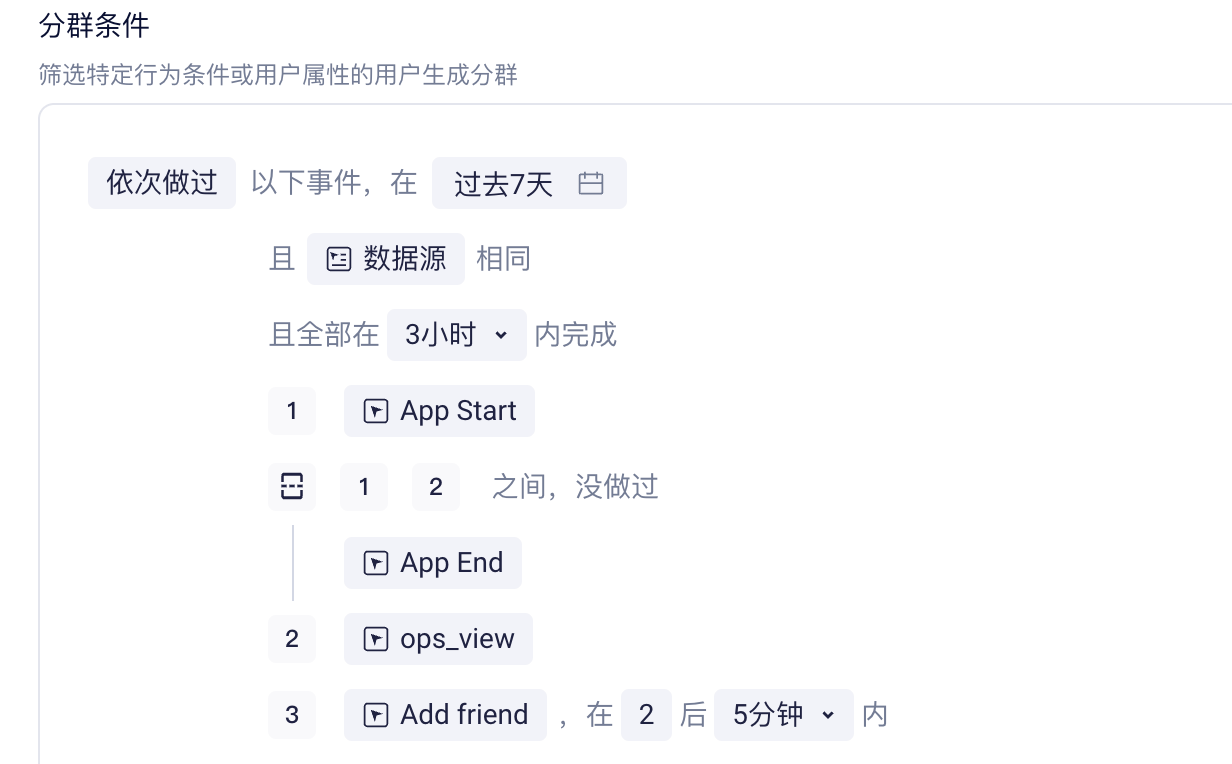 分群条件
筛选特定行为条件或用户属性的用户生成分群
依次做过 以下事件，在 过去7天
且 数据源 相同
且全部在 3小时 内完成
1 App Start
1 2 之间，没做过
App End
2 ops_view
3 Add friend ，在 2 后 5分钟 内